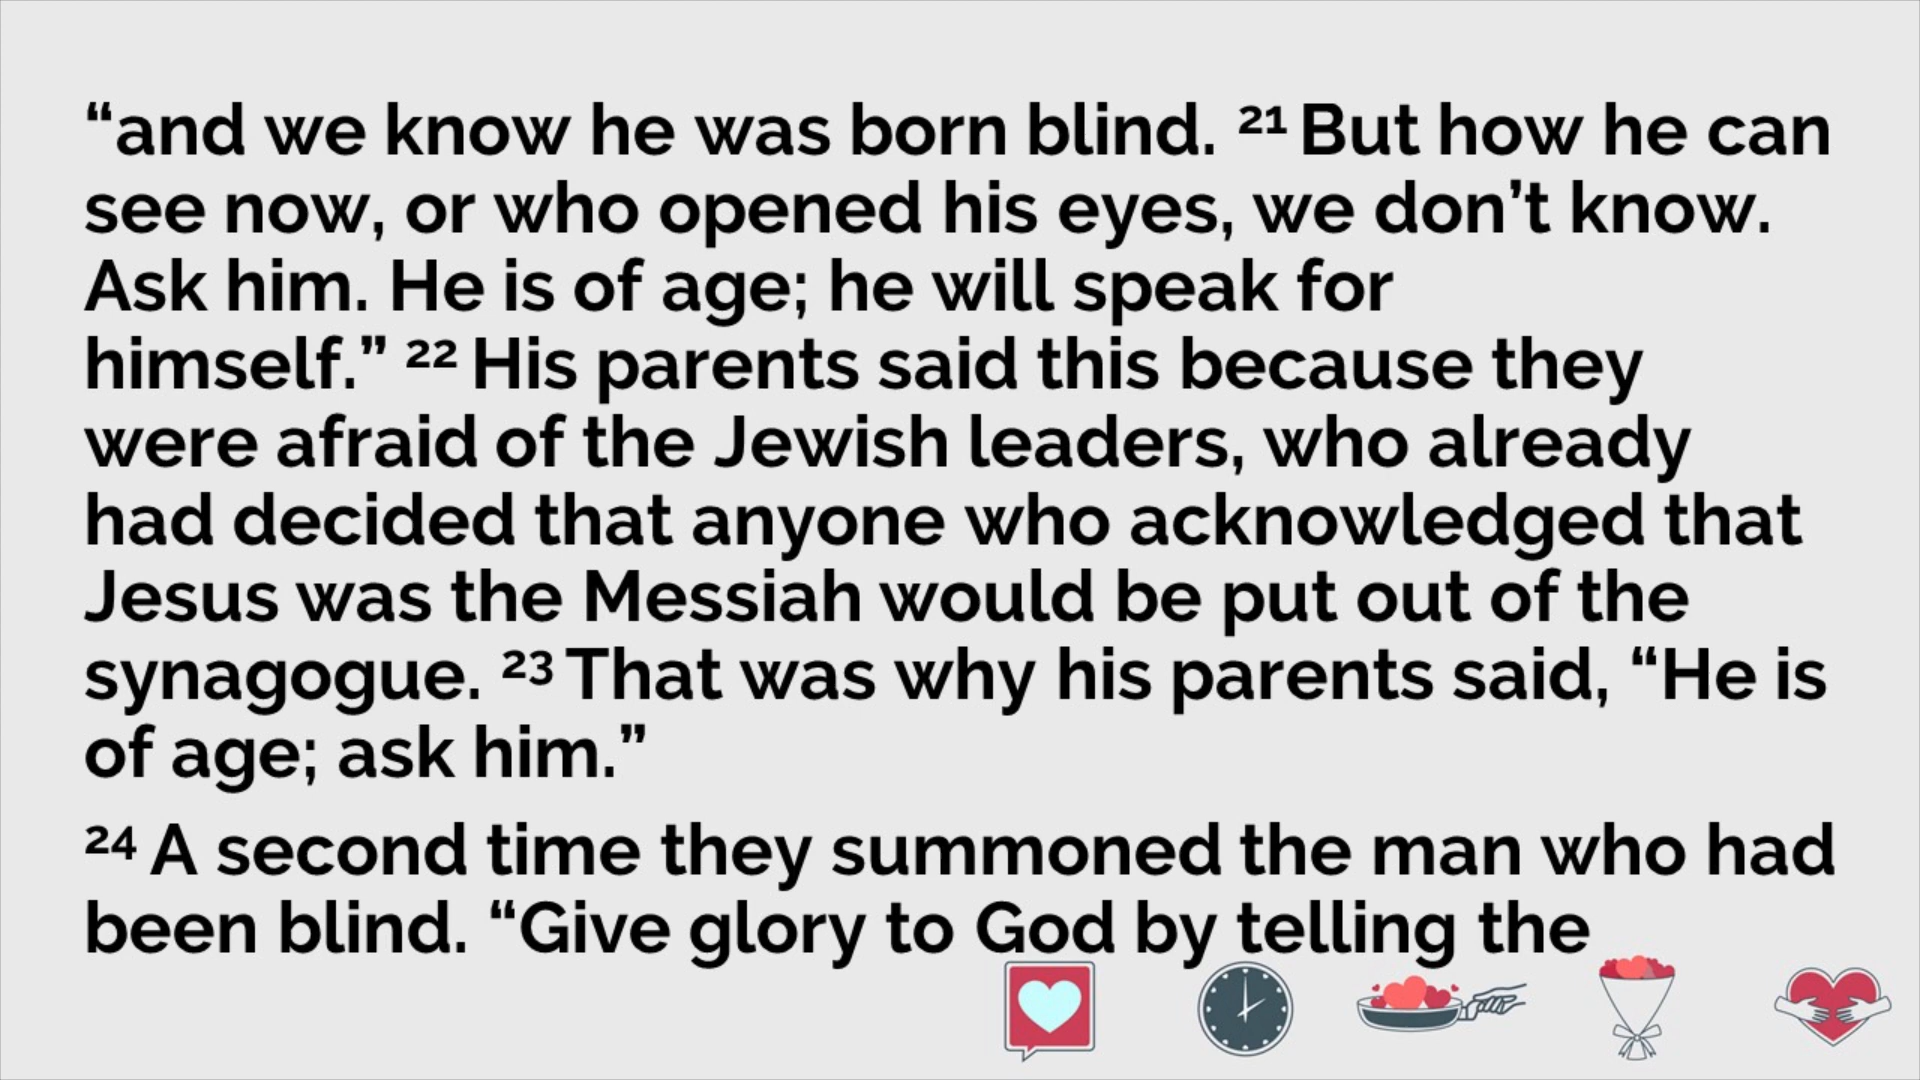 “and we know he was born blind. ²¹ But how he can
see now, or who opened his eyes, we don’t know.
Ask him. He is of age; he will speak for
himself.” ²² His parents said this because they
were afraid of the Jewish leaders, who already
had decided that anyone who acknowledged that
Jesus was the Messiah would be put out of the
synagogue. ²³ That was why his parents said, “He is
of age; ask him.”
²⁴ A second time they summoned the man who had
been blind. “Give glory to God by telling the